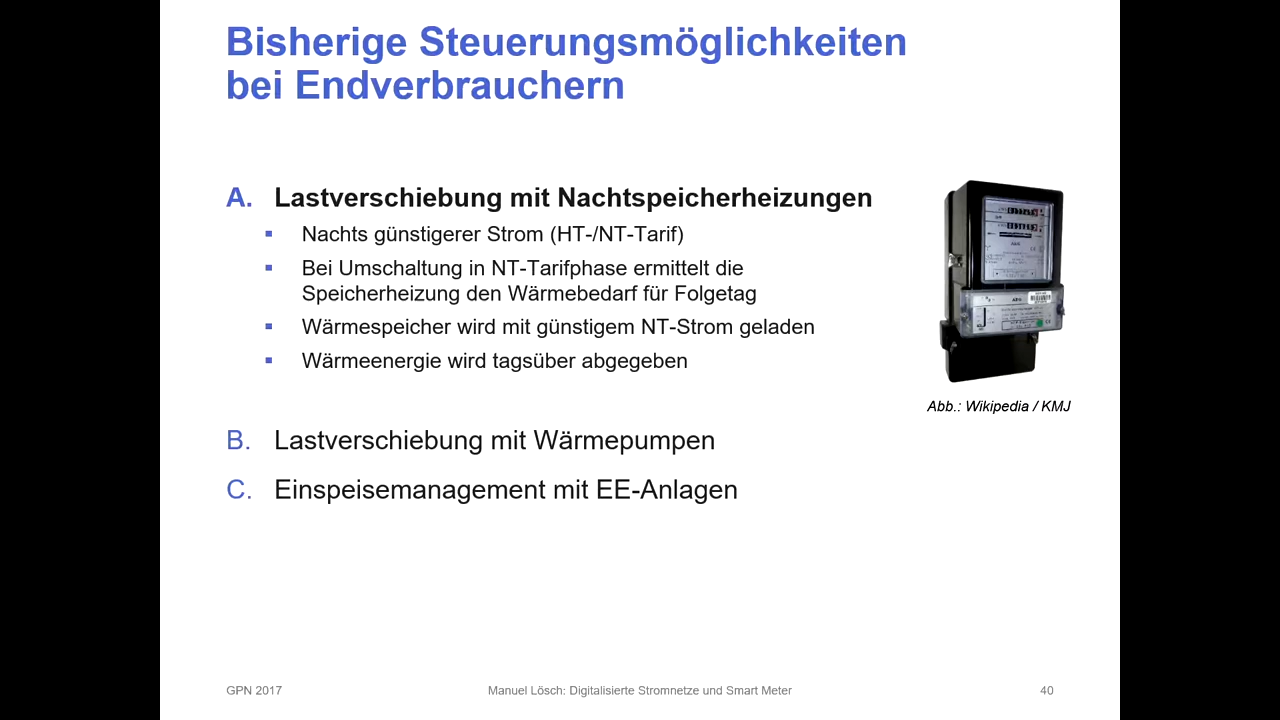 Bisherige Steuerungsmöglichkeiten
bei Endverbrauchern
A. Lastverschiebung mit Nachtspeicherheizungen
▪ Nachts günstigerer Strom (HT-/NT-Tarif)
▪ Bei Umschaltung in NT-Tarifphase ermittelt die
Speicherheizung den Wärmebedarf für Folgetag
▪ Wärmespeicher wird mit günstigem NT-Strom geladen
▪ Wärmeenergie wird tagsüber abgegeben
Abb.: Wikipedia / KMJ
B. Lastverschiebung mit Wärmepumpen
C. Einspeisemanagement mit EE-Anlagen
GPN 2017 Manuel Lösch: Digitalisierte Stromnetze und Smart Meter 40